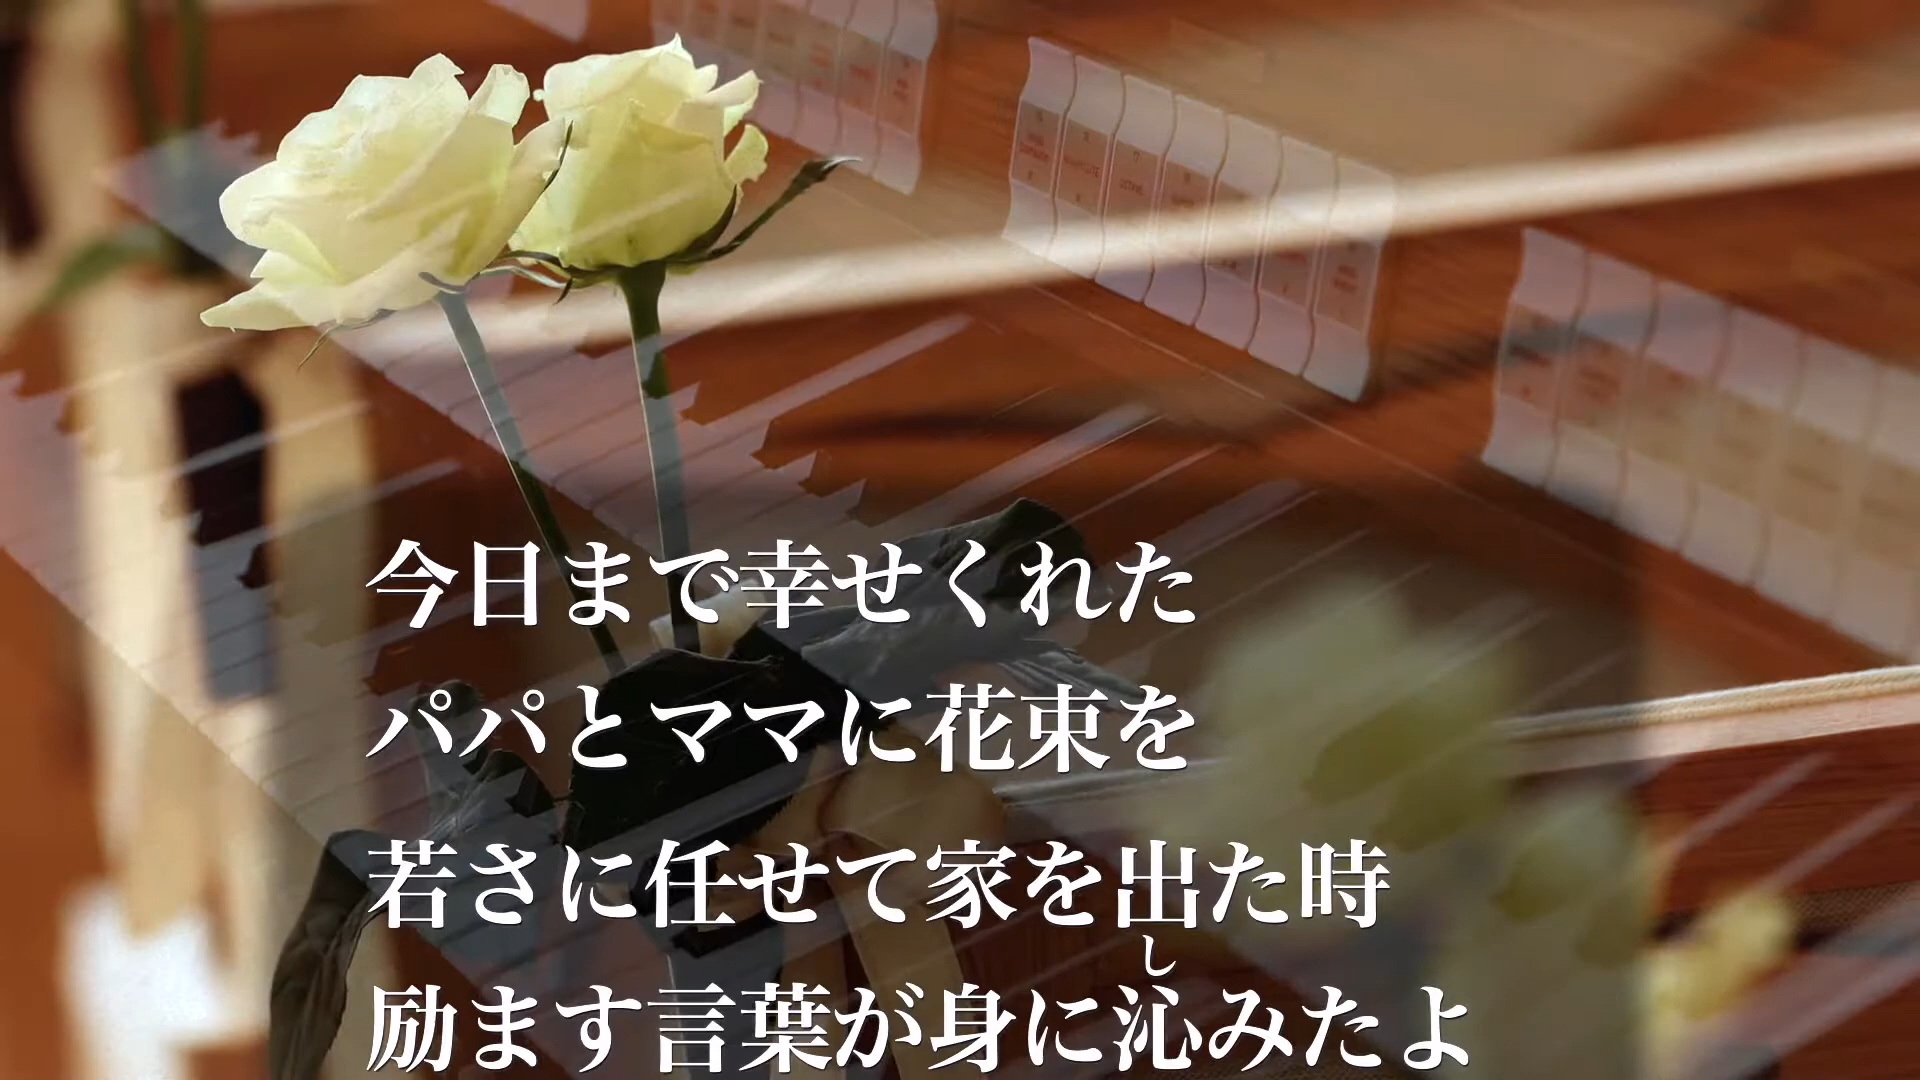 今日まで幸せくれた
パパとママに花束を
若さに任せて家を出た時
し
励ます言葉が身に沁みたよ